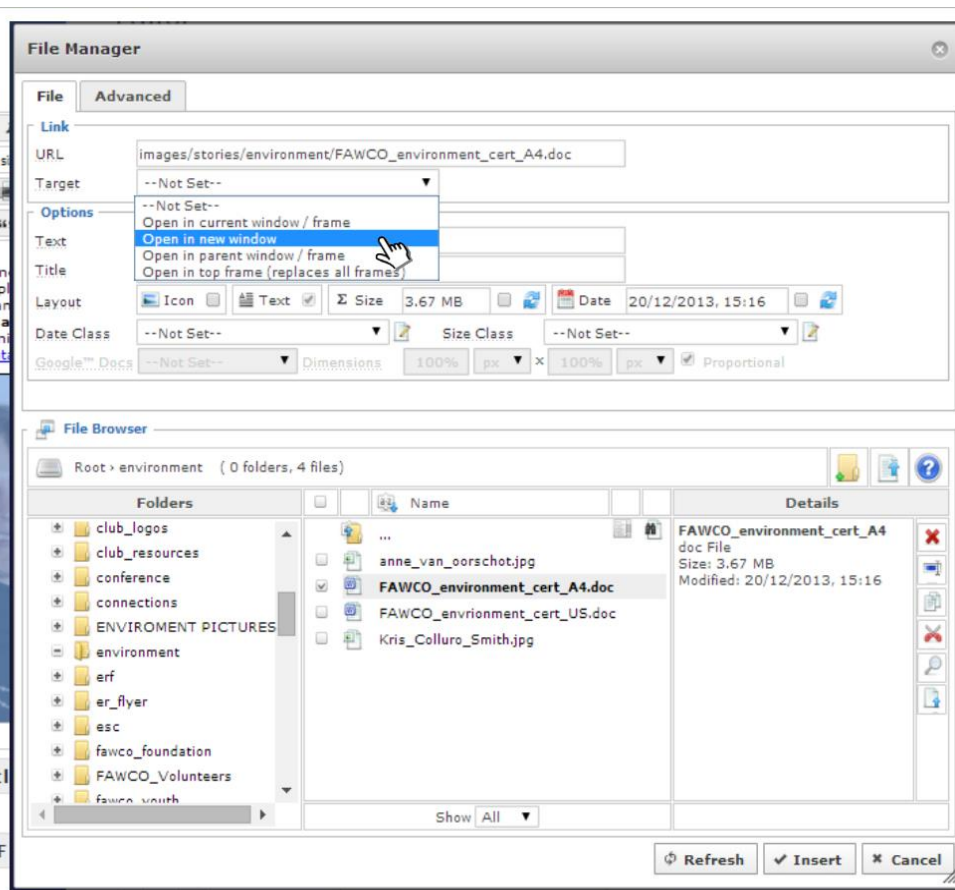 File Manager
File Advanced
Link
URL images/stories/environment/FAWCO_environment_cert_A4.doc
Target --Not Set--
--Not Set--
Open in current window / frame
Open in new window
Open in parent window / frame
Open in top frame (replaces all frames)
Options
Text
Title
Layout Icon Text Σ Size 3.67 MB Date 20/12/2013, 15:16
Date Class --Not Set-- Size Class --Not Set--
Google™ Docs --Not Set-- Dimensions 100% px x 100% px Proportional
File Browser
Root › environment ( 0 folders, 4 files)
Folders Name Details
club_logos
club_resources
conference
connections
ENVIROMENT PICTURES
environment
erf
er_flyer
esc
fawco_foundation
FAWCO_Volunteers
fawco_youth
...
anne_van_oorschot.jpg
FAWCO_environment_cert_A4.doc
FAWCO_envrionment_cert_US.doc
Kris_Colluro_Smith.jpg
Show All
FAWCO_environment_cert_A4
doc File
Size: 3.67 MB
Modified: 20/12/2013, 15:16
Refresh Insert Cancel